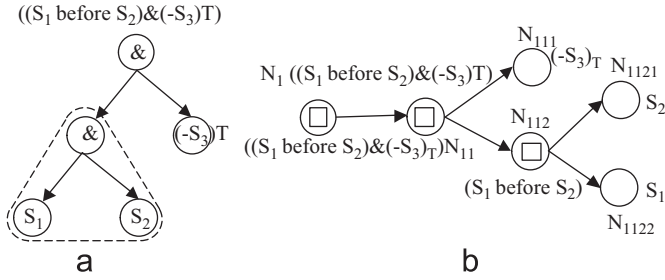 ((S₁ before S₂)&(-S₃)T)
&
&
(-S₃)T
S₁
S₂
a
N₁ ((S₁ before S₂)&(-S₃)T)
((S₁ before S₂)&(-S₃)T)N₁₁
N₁₁₁
(-S₃)T
N₁₁₂
(S₁ before S₂)
N₁₁₂₁
S₂
S₁
N₁₁₂₂
b